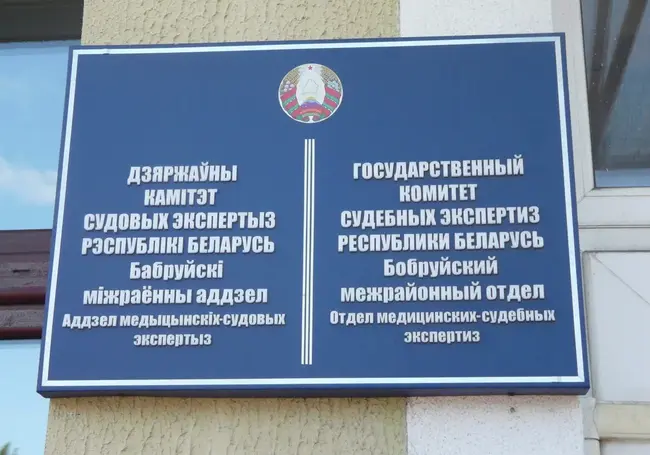 ДЗЯРЖАЎНЫ
КАМІТЭТ
СУДОВЫХ ЭКСПЕРТЫЗ
РЭСПУБЛІКІ БЕЛАРУСЬ
Бабруйскі
міжраённы аддзел
Аддзел медыцынскіх-судовых
экспертыз
ГОСУДАРСТВЕННЫЙ
КОМИТЕТ
СУДЕБНЫХ ЭКСПЕРТИЗ
РЕСПУБЛИКИ БЕЛАРУСЬ
Бобруйский
межрайонный отдел
Отдел медицинских-судебных
экспертиз